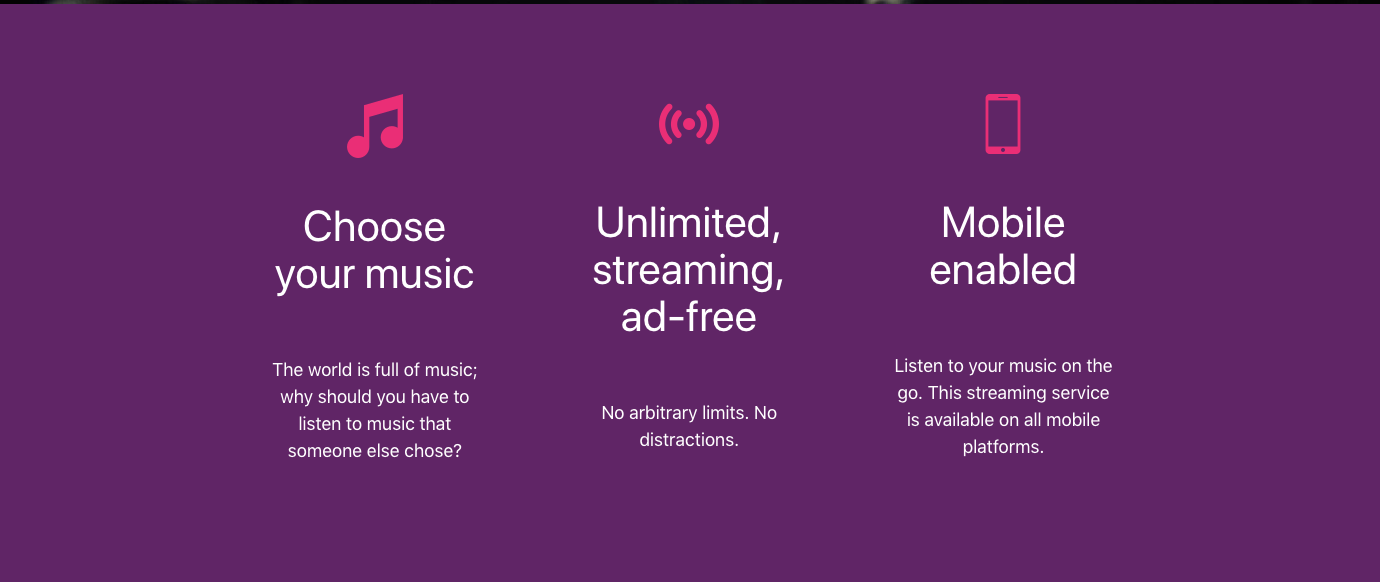 Choose
your music
The world is full of music;
why should you have to
listen to music that
someone else chose?
Unlimited,
streaming,
ad-free
No arbitrary limits. No
distractions.
Mobile
enabled
Listen to your music on the
go. This streaming service
is available on all mobile
platforms.